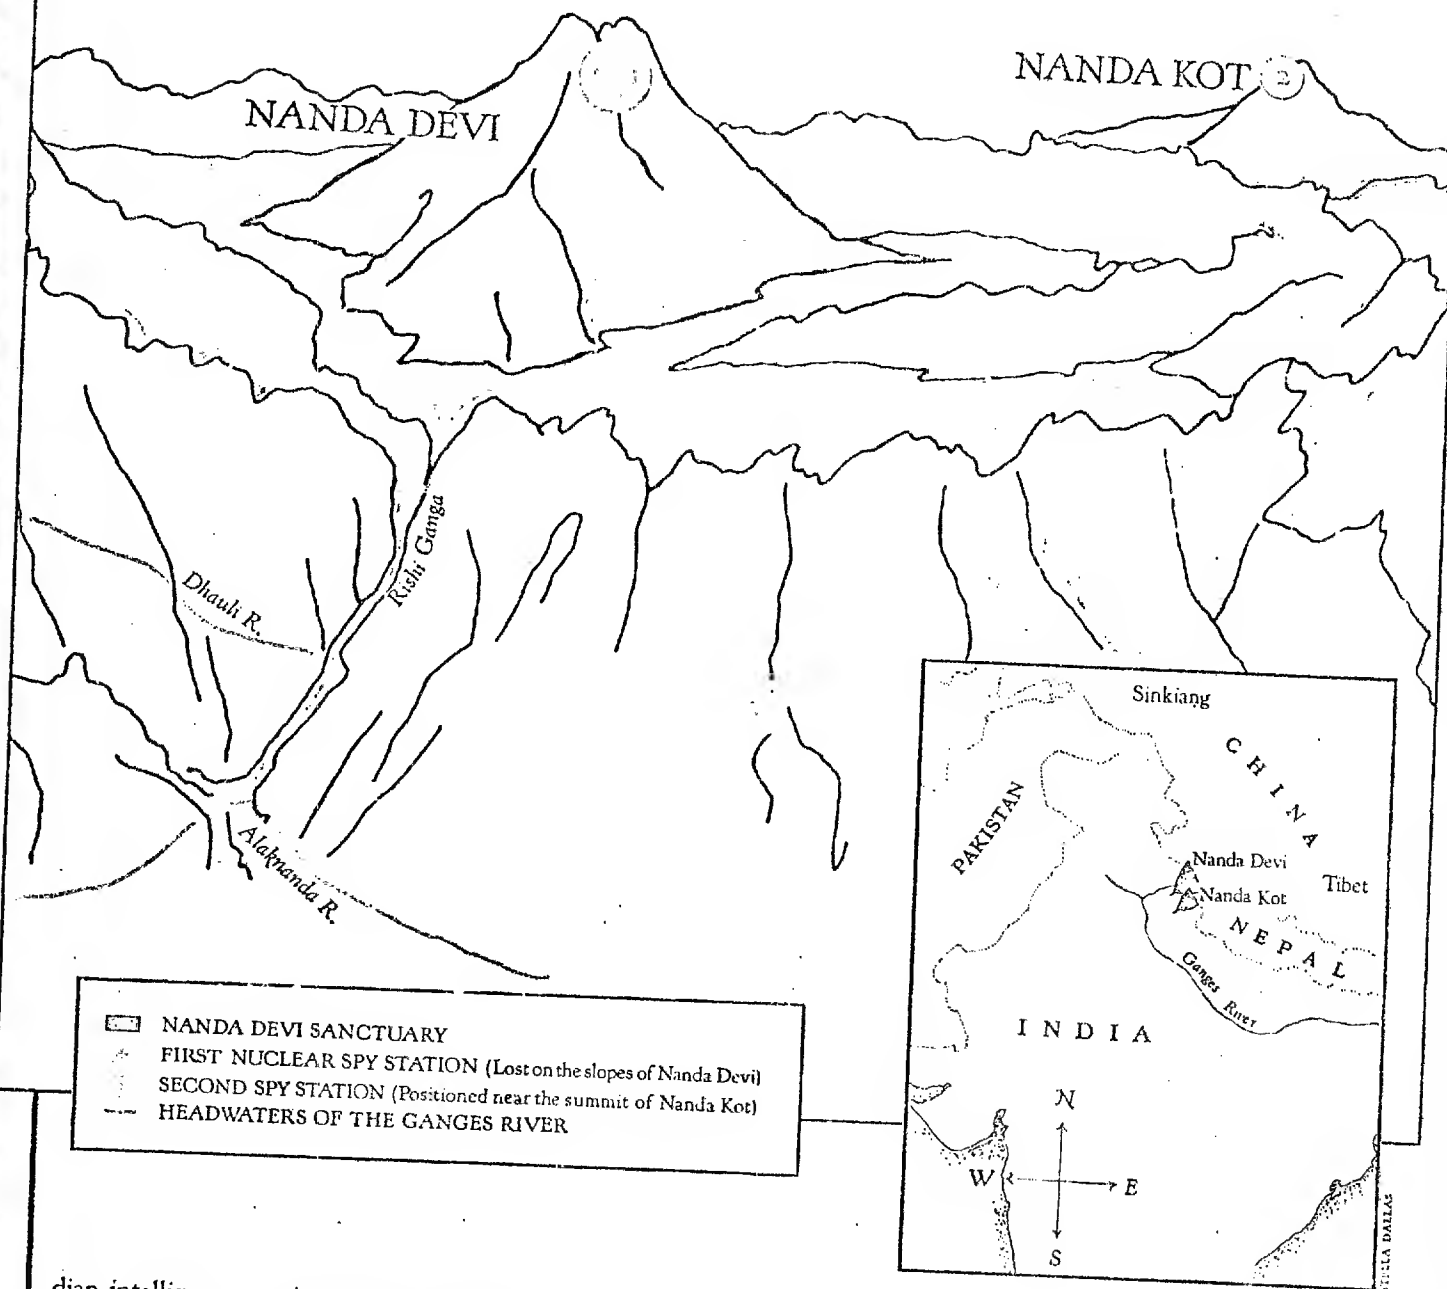 NANDA DEVI
NANDA KOT
2
Rishi Ganga
Dhauli R.
Alaknanda R.
NANDA DEVI SANCTUARY
FIRST NUCLEAR SPY STATION (Lost on the slopes of Nanda Devi)
SECOND SPY STATION (Positioned near the summit of Nanda Kot)
HEADWATERS OF THE GANGES RIVER
Sinkiang
CHINA
PAKISTAN
Nanda Devi
Tibet
Nanda Kot
NEPAL
Ganges River
INDIA
N
W
E
S
DALLAS